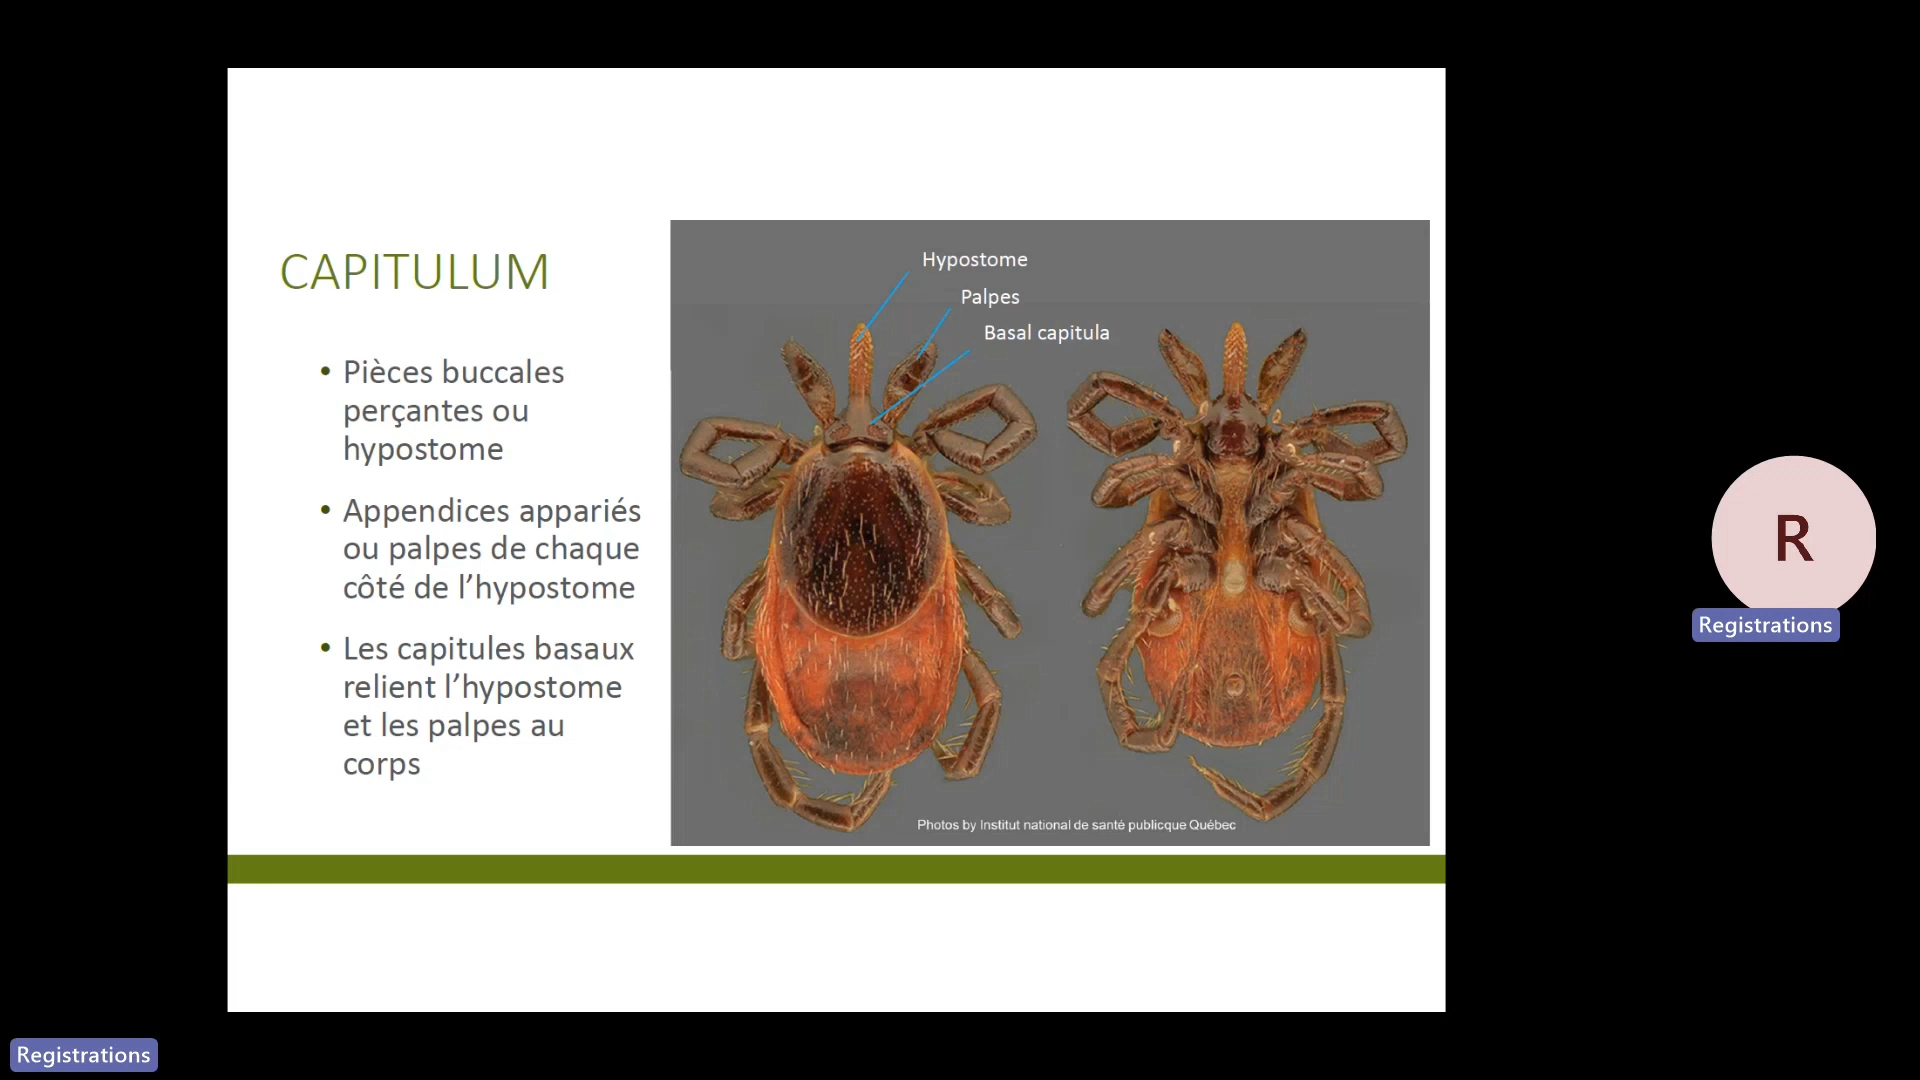 CAPITULUM
• Pièces buccales
perçantes ou
hypostome
• Appendices appariés
ou palpes de chaque
côté de l’hypostome
• Les capitules basaux
relient l’hypostome
et les palpes au
corps
Hypostome
Palpes
Basal capitula
Photos by Institut national de santé publicque Québec
R
Registrations
Registrations